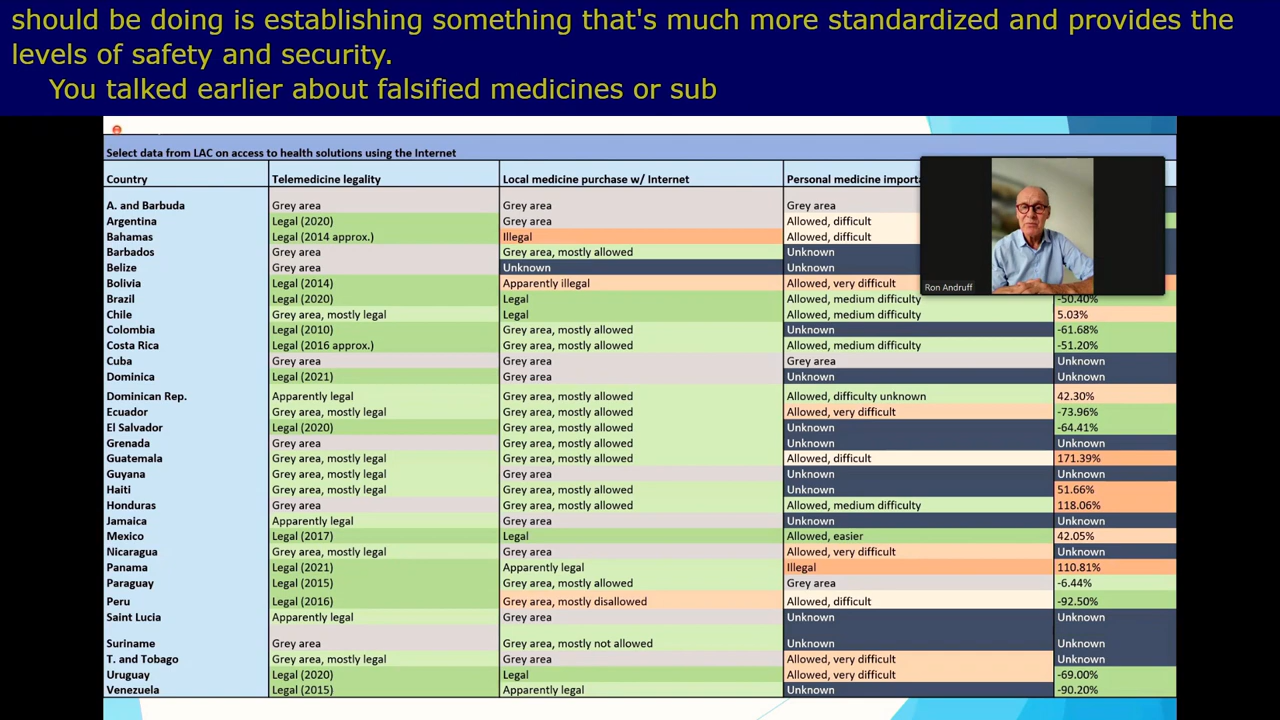 should be doing is establishing something that's much more standardized and provides the
levels of safety and security.
You talked earlier about falsified medicines or sub
Select data from LAC on access to health solutions using the Internet
Country Telemedicine legality Local medicine purchase w/ Internet Personal medicine importa
A. and Barbuda Grey area Grey area Grey area
Argentina Legal (2020) Grey area Allowed, difficult
Bahamas Legal (2014 approx.) Illegal Allowed, difficult
Barbados Grey area Grey area, mostly allowed Unknown
Belize Grey area Unknown Unknown
Bolivia Legal (2014) Apparently illegal Allowed, very difficult
Ron Andruff
Brazil Legal (2020) Legal Allowed, medium difficulty -50.40%
Chile Grey area, mostly legal Legal Allowed, medium difficulty 5.03%
Colombia Legal (2010) Grey area, mostly allowed Unknown -61.68%
Costa Rica Legal (2016 approx.) Grey area, mostly allowed Allowed, medium difficulty -51.20%
Cuba Grey area Grey area Grey area Unknown
Dominica Legal (2021) Grey area Unknown Unknown
Dominican Rep. Apparently legal Grey area, mostly allowed Allowed, difficulty unknown 42.30%
Ecuador Grey area, mostly legal Grey area, mostly allowed Allowed, very difficult -73.96%
El Salvador Legal (2020) Grey area, mostly allowed Unknown -64.41%
Grenada Grey area Grey area, mostly allowed Unknown Unknown
Guatemala Grey area, mostly legal Grey area, mostly allowed Allowed, difficult 171.39%
Guyana Grey area, mostly legal Grey area Unknown Unknown
Haiti Grey area, mostly legal Grey area, mostly allowed Unknown 51.66%
Honduras Grey area Grey area, mostly allowed Allowed, medium difficulty 118.06%
Jamaica Apparently legal Grey area Unknown Unknown
Mexico Legal (2017) Legal Allowed, easier 42.05%
Nicaragua Grey area, mostly legal Grey area Allowed, very difficult Unknown
Panama Legal (2021) Apparently legal Illegal 110.81%
Paraguay Legal (2015) Grey area, mostly allowed Grey area -6.44%
Peru Legal (2016) Grey area, mostly disallowed Allowed, difficult -92.50%
Saint Lucia Apparently legal Grey area Unknown Unknown
Suriname Grey area Grey area, mostly not allowed Unknown Unknown
T. and Tobago Grey area, mostly legal Grey area Allowed, very difficult Unknown
Uruguay Legal (2020) Legal Allowed, very difficult -69.00%
Venezuela Legal (2015) Apparently legal Unknown -90.20%